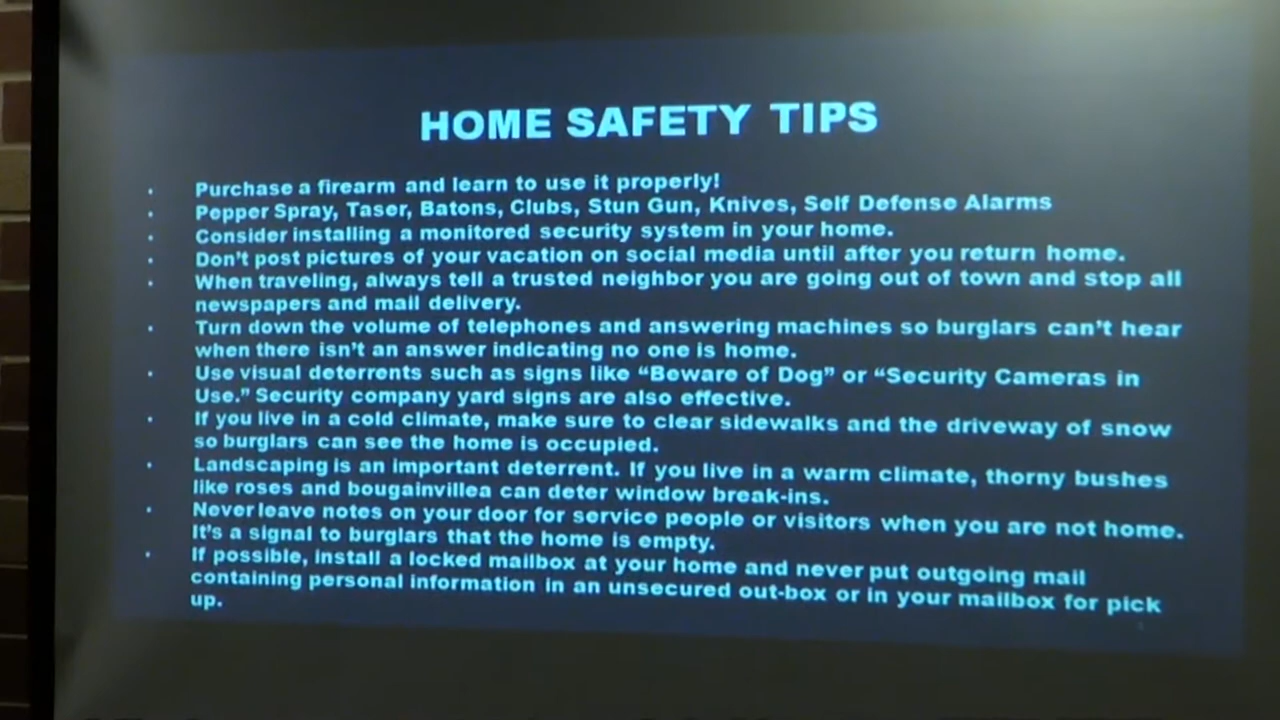 HOME SAFETY TIPS
• Purchase a firearm and learn to use it properly!
• Pepper Spray, Taser, Batons, Clubs, Stun Gun, Knives, Self Defense Alarms
• Consider installing a monitored security system in your home.
• Don't post pictures of your vacation on social media until after you return home.
• When traveling, always tell a trusted neighbor you are going out of town and stop all
newspapers and mail delivery.
• Turn down the volume of telephones and answering machines so burglars can't hear
when there isn't an answer indicating no one is home.
• Use visual deterrents such as signs like "Beware of Dog" or "Security Cameras in
Use." Security company yard signs are also effective.
• If you live in a cold climate, make sure to clear sidewalks and the driveway of snow
so burglars can see the home is occupied.
• Landscaping is an important deterrent. If you live in a warm climate, thorny bushes
like roses and bougainvillea can deter window break-ins.
• Never leave notes on your door for service people or visitors when you are not home.
It's a signal to burglars that the home is empty.
• If possible, install a locked mailbox at your home and never put outgoing mail
containing personal information in an unsecured out-box or in your mailbox for pick
up.